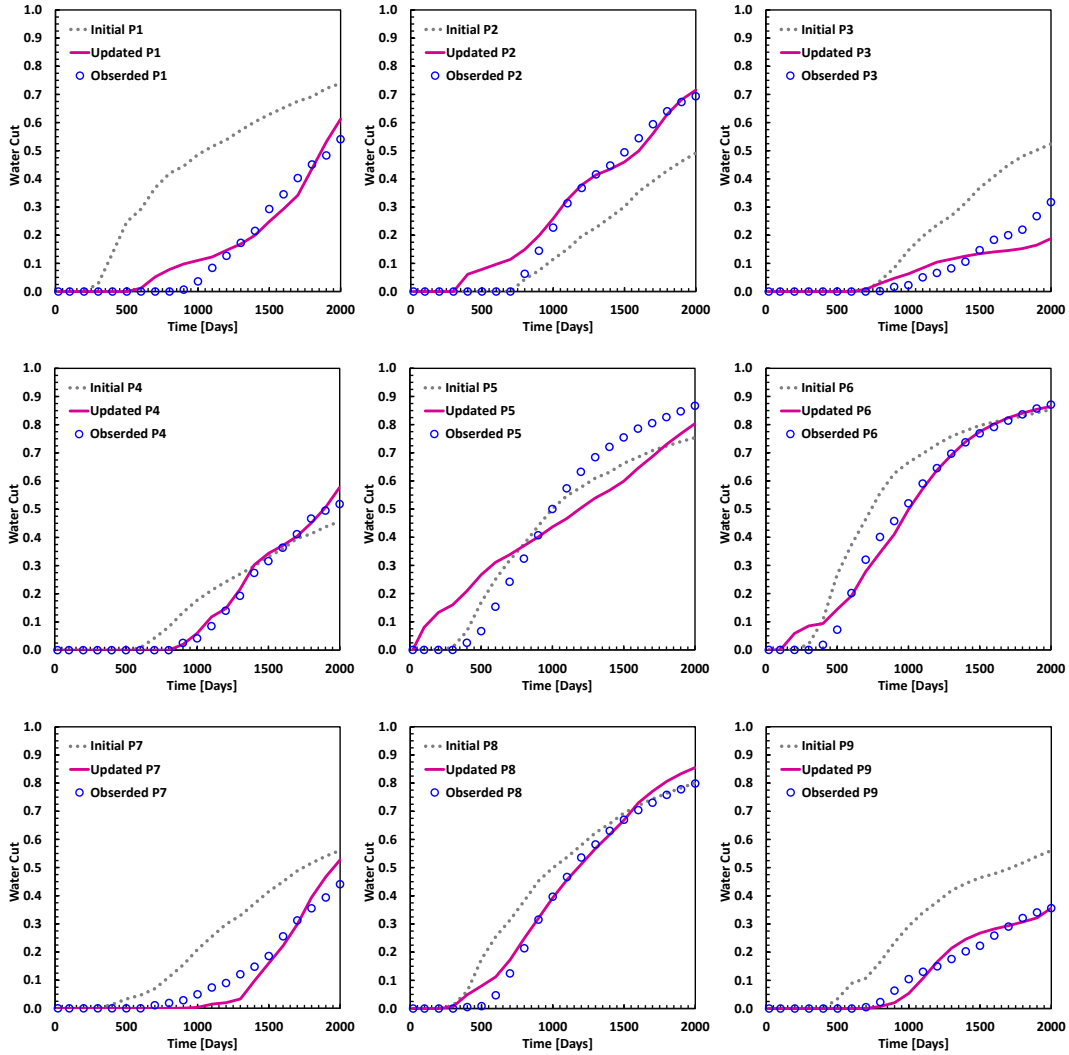 1.0
0.9
0.8
0.7
0.6
0.5
0.4
0.3
0.2
0.1
0.0
Water Cut
Initial P1
Updated P1
Obserded P1
0 500 1000 1500 2000
Time [Days]
1.0
0.9
0.8
0.7
0.6
0.5
0.4
0.3
0.2
0.1
0.0
Water Cut
Initial P2
Updated P2
Obserded P2
0 500 1000 1500 2000
Time [Days]
1.0
0.9
0.8
0.7
0.6
0.5
0.4
0.3
0.2
0.1
0.0
Water Cut
Initial P3
Updated P3
Obserded P3
0 500 1000 1500 2000
Time [Days]
1.0
0.9
0.8
0.7
0.6
0.5
0.4
0.3
0.2
0.1
0.0
Water Cut
Initial P4
Updated P4
Obserded P4
0 500 1000 1500 2000
Time [Days]
1.0
0.9
0.8
0.7
0.6
0.5
0.4
0.3
0.2
0.1
0.0
Water Cut
Initial P5
Updated P5
Obserded P5
0 500 1000 1500 2000
Time [Days]
1.0
0.9
0.8
0.7
0.6
0.5
0.4
0.3
0.2
0.1
0.0
Water Cut
Initial P6
Updated P6
Obserded P6
0 500 1000 1500 2000
Time [Days]
1.0
0.9
0.8
0.7
0.6
0.5
0.4
0.3
0.2
0.1
0.0
Water Cut
Initial P7
Updated P7
Obserded P7
0 500 1000 1500 2000
Time [Days]
1.0
0.9
0.8
0.7
0.6
0.5
0.4
0.3
0.2
0.1
0.0
Water Cut
Initial P8
Updated P8
Obserded P8
0 500 1000 1500 2000
Time [Days]
1.0
0.9
0.8
0.7
0.6
0.5
0.4
0.3
0.2
0.1
0.0
Water Cut
Initial P9
Updated P9
Obserded P9
0 500 1000 1500 2000
Time [Days]